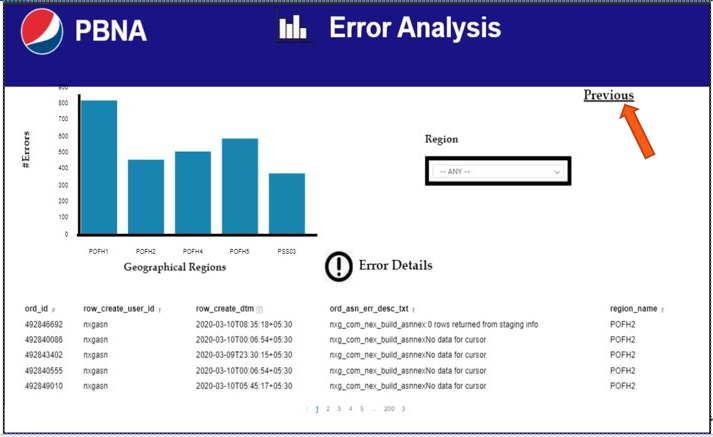 PBNA
Error Analysis
Previous
900
800
700
600
500
400
300
200
100
0
#Errors
POFH1 POFH2 POFH4 POFH5 PSS03
Geographical Regions
Region
-- ANY --
Error Details
ord_id row_create_user_id row_create_dtm ord_asn_err_desc_txt region_name
492846692 nxgasn 2020-03-10T08:35:18+05:30 nxg_com_nex_build_asnnex:0 rows returned from staging info POFH2
492840086 nxgasn 2020-03-10T00:06:54+05:30 nxg_com_nex_build_asnnexNo data for cursor POFH2
492843402 nxgasn 2020-03-09T23:30:15+05:30 nxg_com_nex_build_asnnexNo data for cursor POFH2
492840555 nxgasn 2020-03-10T00:06:54+05:30 nxg_com_nex_build_asnnexNo data for cursor POFH2
492849010 nxgasn 2020-03-10T05:45:17+05:30 nxg_com_nex_build_asnnexNo data for cursor POFH2
1 2 3 4 5 ... 200